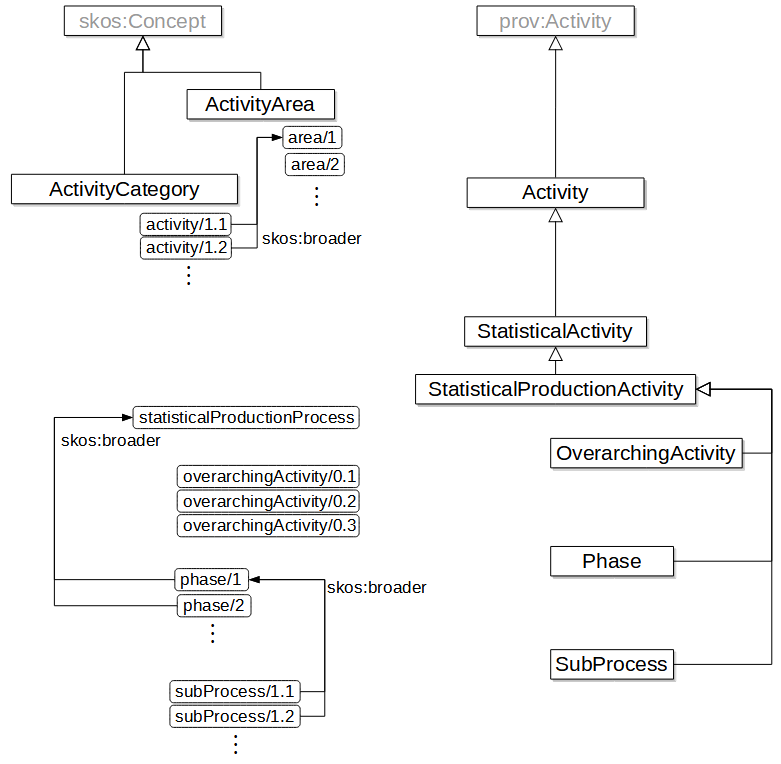 skos:Concept
prov:Activity
ActivityArea
area/1
area/2
ActivityCategory
Activity
activity/1.1
skos:broader
activity/1.2
StatisticalActivity
StatisticalProductionActivity
statisticalProductionProcess
skos:broader
OverarchingActivity
overarchingActivity/0.1
overarchingActivity/0.2
overarchingActivity/0.3
Phase
phase/1
skos:broader
phase/2
SubProcess
subProcess/1.1
subProcess/1.2